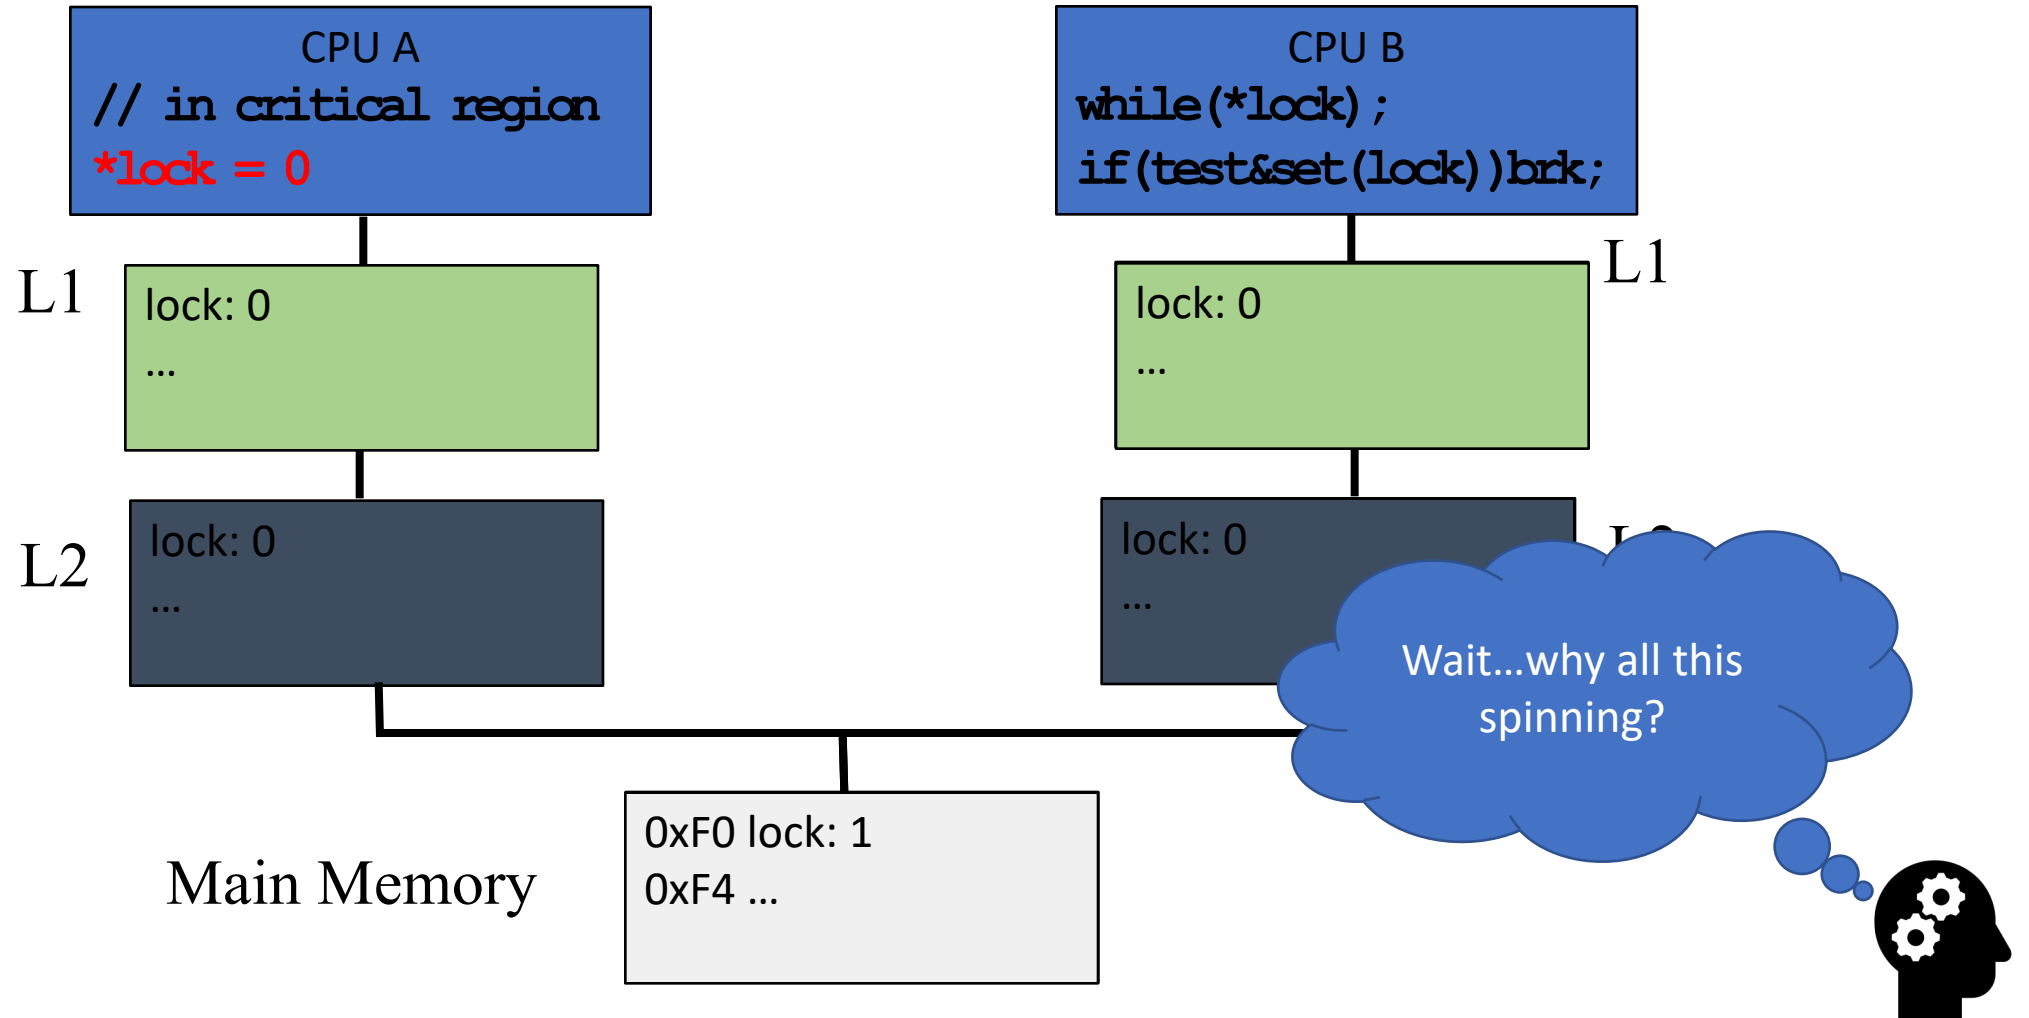 CPU A
// in critical region
*lock = 0
CPU B
while(*lock);
if(test&set(lock))brk;
L1
lock: 0
…
lock: 0
…
L1
L2
lock: 0
…
lock: 0
…
Wait…why all this
spinning?
Main Memory
0xF0 lock: 1
0xF4 …